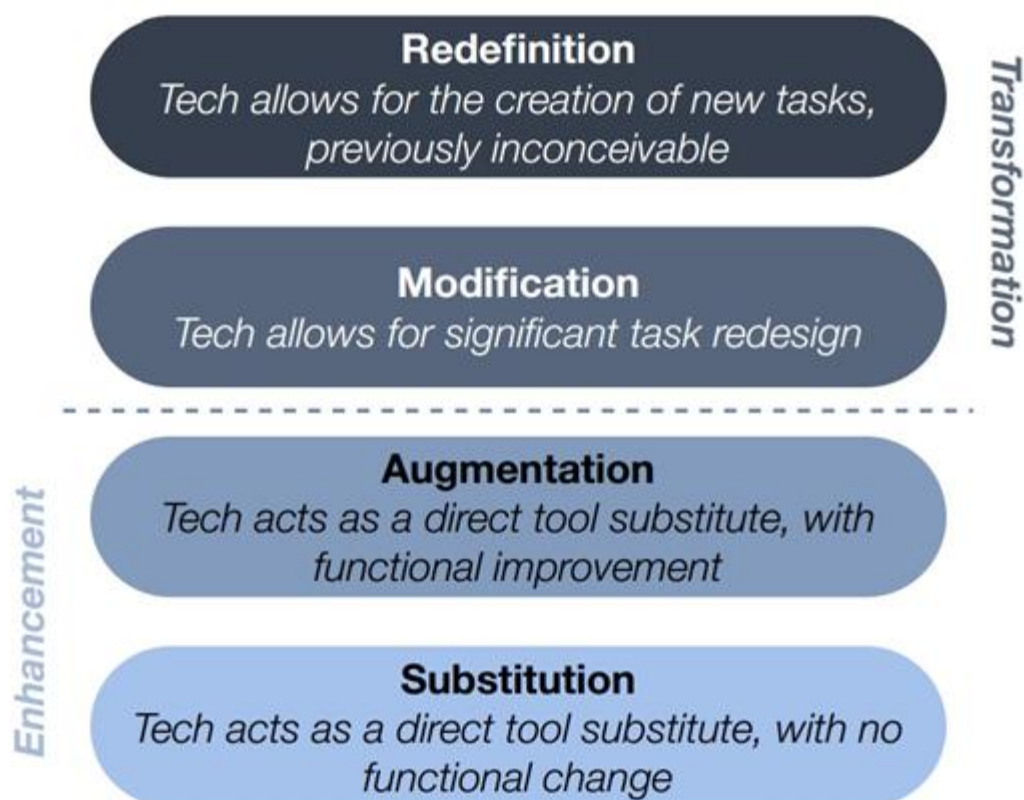 Redefinition
Tech allows for the creation of new tasks,
previously inconceivable
Transformation
Modification
Tech allows for significant task redesign
Augmentation
Tech acts as a direct tool substitute, with
functional improvement
Enhancement
Substitution
Tech acts as a direct tool substitute, with no
functional change